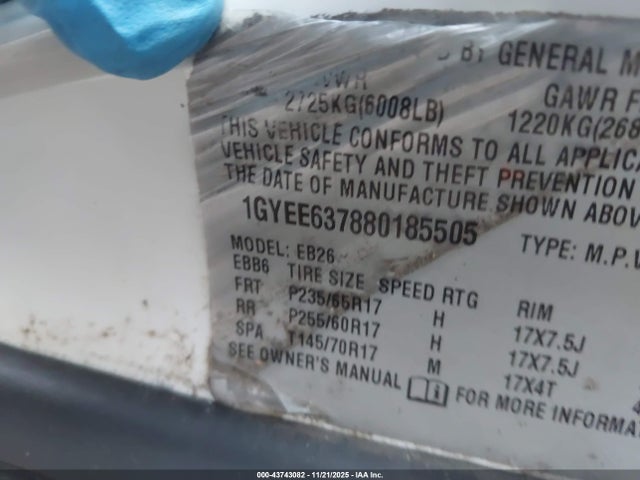 BY GENERAL M
GVWR GAWR F
2725KG(6008LB) 1220KG(268
THIS VEHICLE CONFORMS TO ALL APPLICA
VEHICLE SAFETY AND THEFT PREVENTION
THE DATE OF MANUFACTURE SHOWN ABOV
1GYEE637880185505 TYPE: M.P.V
MODEL: EB26
EBB6 TIRE SIZE SPEED RTG RIM
FRT P235/65R17 H 17X7.5J
RR P255/60R17 H 17X7.5J
SPA T145/70R17 M 17X4T
SEE OWNER'S MANUAL FOR MORE INFORMAT
000-43743082 - 11/21/2025 - IAA Inc.